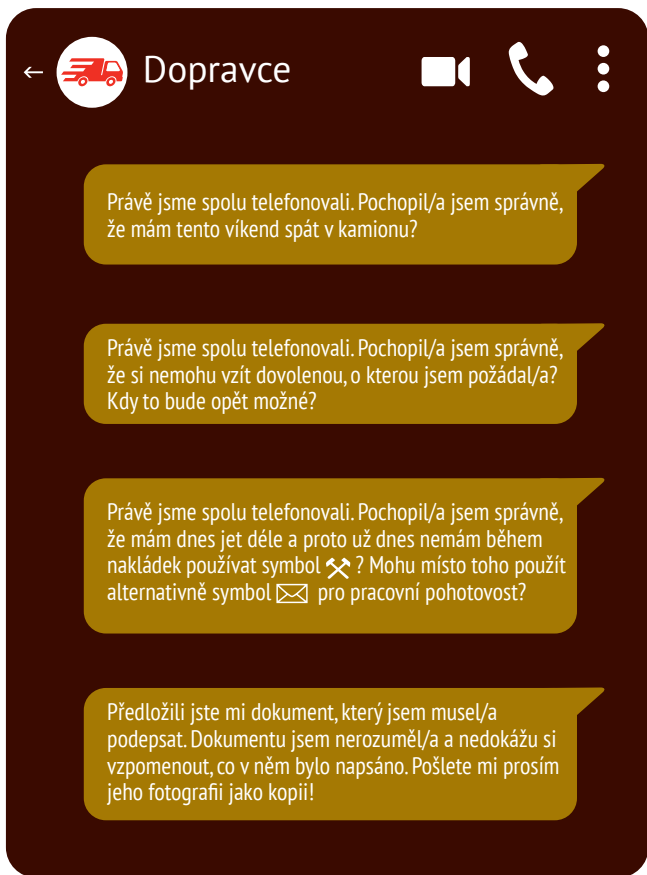 Dopravce
Právě jsme spolu telefonovali. Pochopil/a jsem správně,
že mám tento víkend spát v kamionu?
Právě jsme spolu telefonovali. Pochopil/a jsem správně,
že si nemohu vzít dovolenou, o kterou jsem požádal/a?
Kdy to bude opět možné?
Právě jsme spolu telefonovali. Pochopil/a jsem správně,
že mám dnes jet déle a proto už dnes nemám během
nakládek používat symbol ? Mohu místo toho použít
alternativně symbol pro pracovní pohotovost?
Předložili jste mi dokument, který jsem musel/a
podepsat. Dokumentu jsem nerozuměl/a a nedokážu si
vzpomenout, co v něm bylo napsáno. Pošlete mi prosím
jeho fotografii jako kopii!